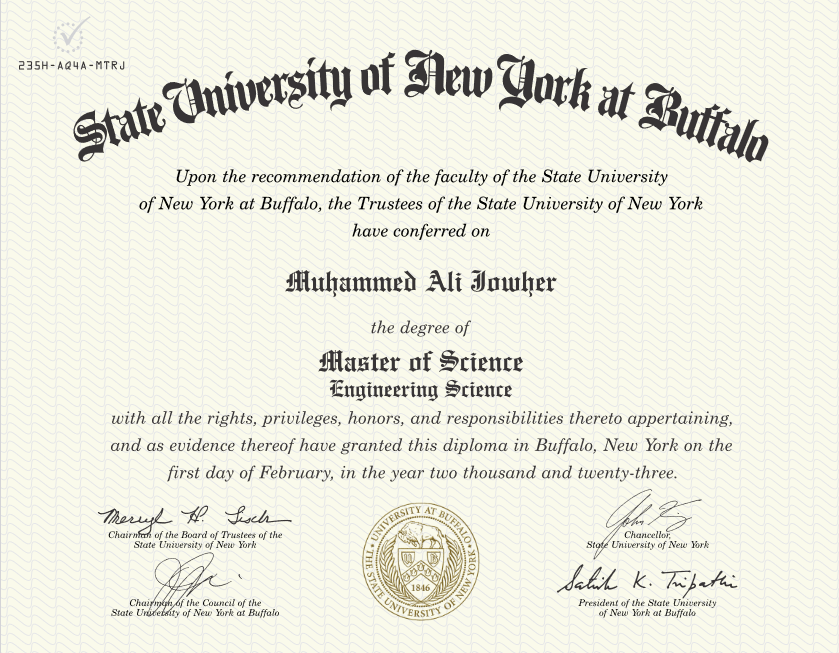 235H-AQ4A-MTRJ
State University of New York at Buffalo
Upon the recommendation of the faculty of the State University
of New York at Buffalo, the Trustees of the State University of New York
have conferred on
Muhammed Ali Jowher
the degree of
Master of Science
Engineering Science
with all the rights, privileges, honors, and responsibilities thereto appertaining,
and as evidence thereof have granted this diploma in Buffalo, New York on the
first day of February, in the year two thousand and twenty-three.
Merryl H. Tisch
Chairman of the Board of Trustees of the
State University of New York
John
Chancellor,
State University of New York
Chairman of the Council of the
State University of New York at Buffalo
Satish K. Tripathi
President of the State University
of New York at Buffalo
UNIVERSITY AT BUFFALO
THE STATE UNIVERSITY OF NEW YORK
1846